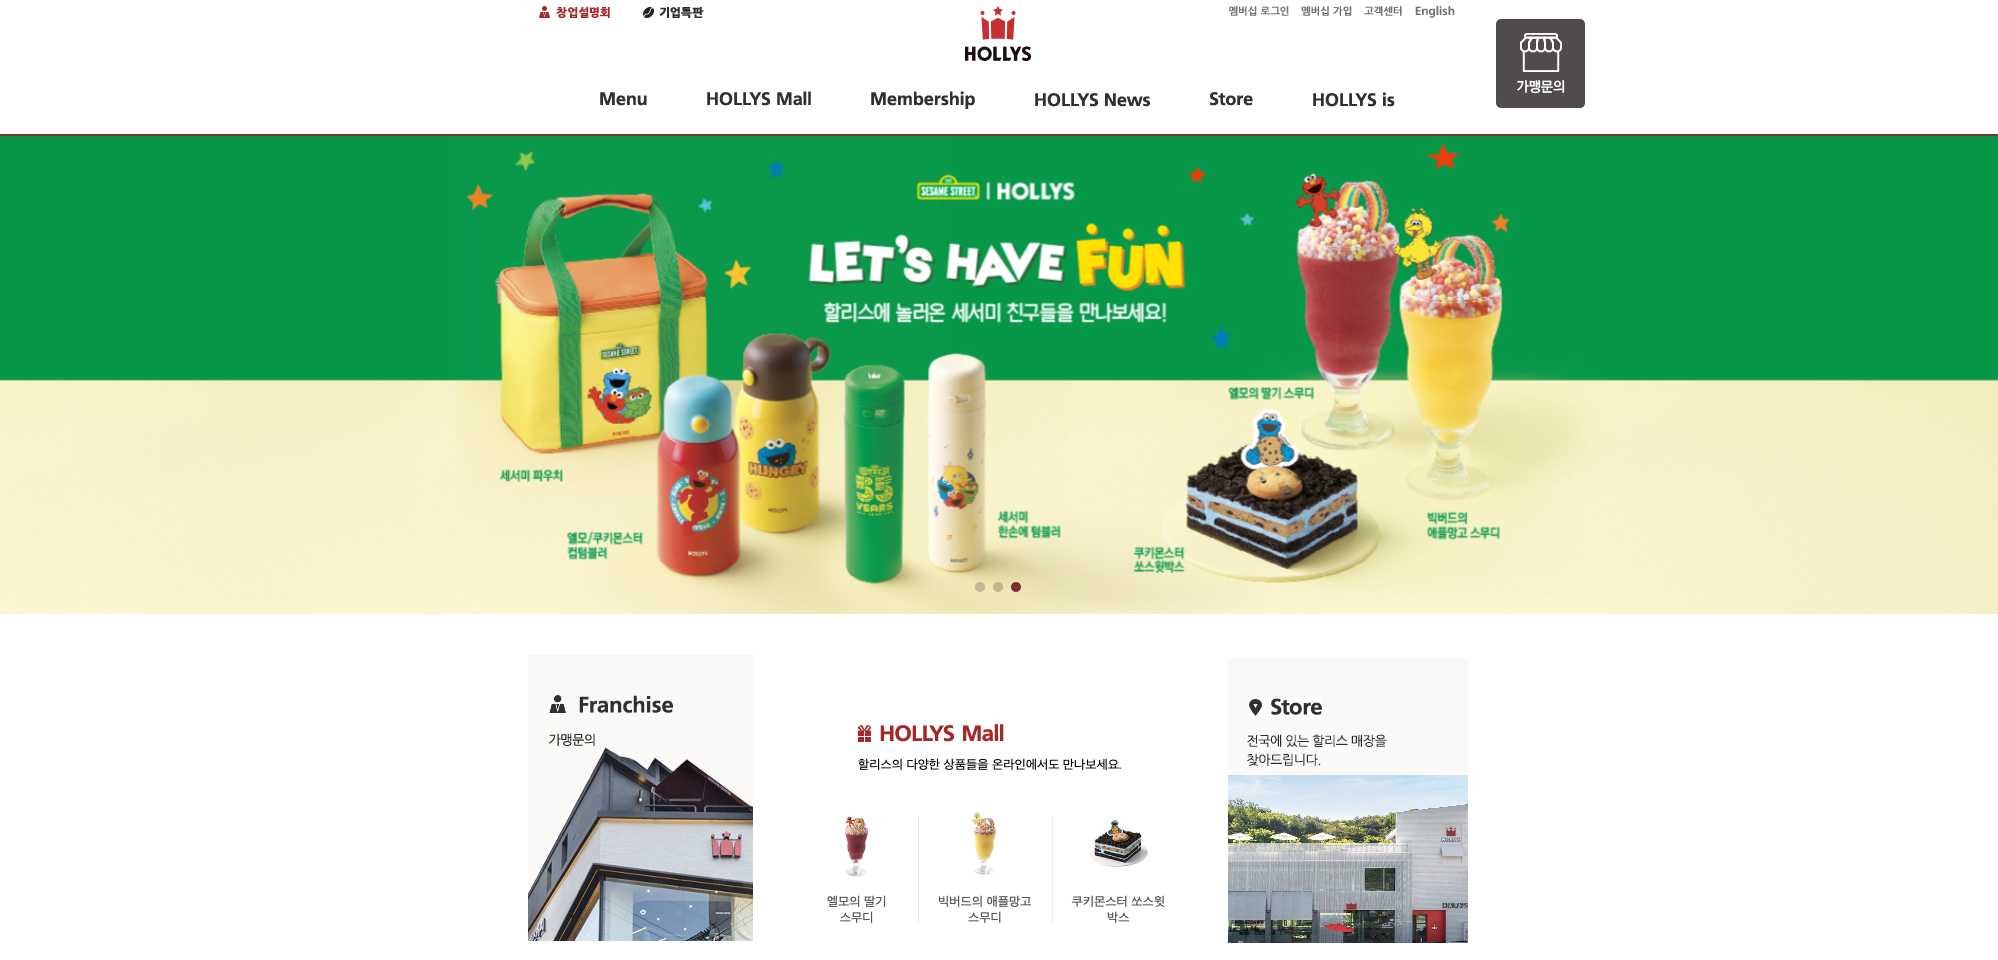 창업설명회
기업특판
HOLLYS
멤버십 로그인 멤버십 가입 고객센터 English
가맹문의
Menu HOLLYS Mall Membership HOLLYS News Store HOLLYS is
SESAME STREET | HOLLYS
LET'S HAVE FUN
할리스에 놀러온 세서미 친구들을 만나보세요!
SESAME STREET
HOLLYS
세서미 파우치
HUNGRY
HOLLYS
HOLLYS
엘모/쿠키몬스터
컵텀블러
55
YEARS
HOLLYS
세서미
한손에 텀블러
엘모의 딸기 스무디
쿠키몬스터
쏘스윗박스
빅버드의
애플망고 스무디
Franchise
가맹문의
HOLLYS Mall
할리스의 다양한 상품들을 온라인에서도 만나보세요.
엘모의 딸기
스무디
빅버드의 애플망고
스무디
쿠키몬스터 쏘스윗
박스
Store
전국에 있는 할리스 매장을
찾아드립니다.
HOLLYS